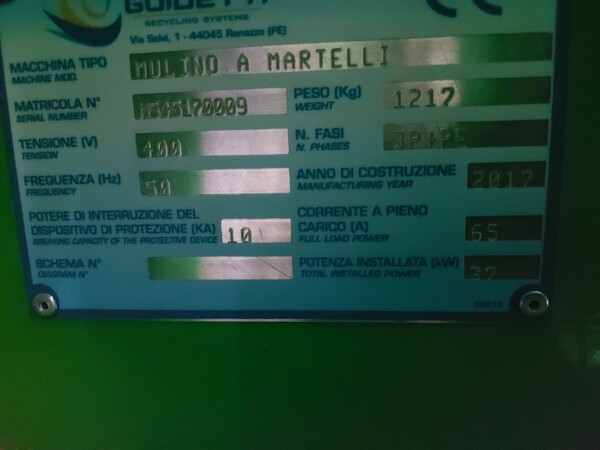 RECYCLING SYSTEMS
Via Salvi, 1 - 44045 Renazzo (FE)
CE
MACCHINA TIPO MULINO A MARTELLI
MACHINE MOD.
MATRICOLA N° PESO (Kg) 1217
SERIAL NUMBER WEIGHT
TENSIONE (V) 400 N. FASI
TENSION N. PHASES
FREQUENZA (Hz) 50 ANNO DI COSTRUZIONE 2017
FREQUENCY MANUFACTURING YEAR
POTERE DI INTERRUZIONE DEL CORRENTE A PIENO
DISPOSITIVO DI PROTEZIONE (KA) 10 CARICO (A) 65
BREAKING CAPACITY OF THE PROTECTIVE DEVICE FULL LOAD POWER
SCHEMA N° POTENZA INSTALLATA (kW) 32
DIAGRAM N° TOTAL INSTALLED POWER